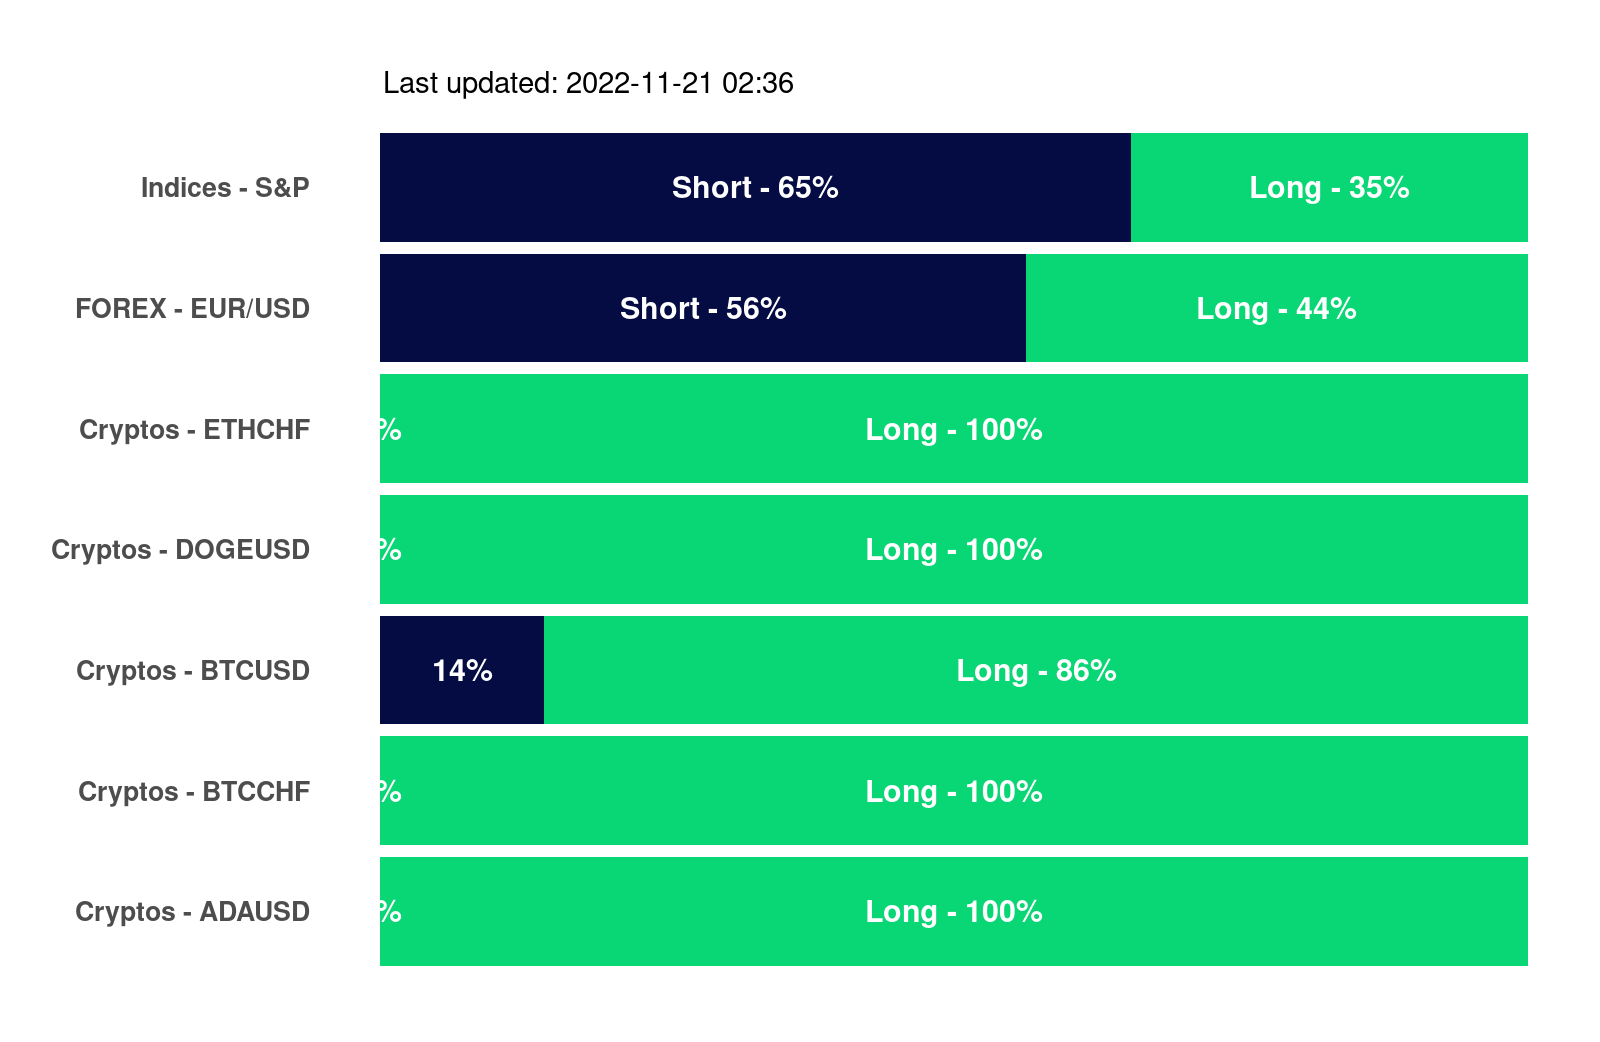 Last updated: 2022-11-21 02:36
Indices - S&P Short - 65% Long - 35%
FOREX - EUR/USD Short - 56% Long - 44%
Cryptos - ETHCHF % Long - 100%
Cryptos - DOGEUSD % Long - 100%
Cryptos - BTCUSD 14% Long - 86%
Cryptos - BTCCHF % Long - 100%
Cryptos - ADAUSD % Long - 100%